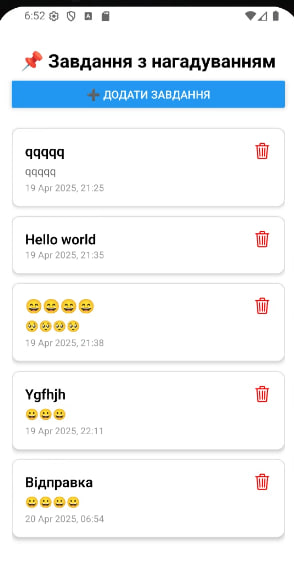 6:52
📌 Завдання з нагадуванням
➕ ДОДАТИ ЗАВДАННЯ
qqqqq
qqqqq
19 Apr 2025, 21:25
Hello world
19 Apr 2025, 21:35
😄😄😄😄
🥺🥺🥺🥺
19 Apr 2025, 21:38
Ygfhjh
😀😀😀
19 Apr 2025, 22:11
Відправка
😀😀😀😀
20 Apr 2025, 06:54